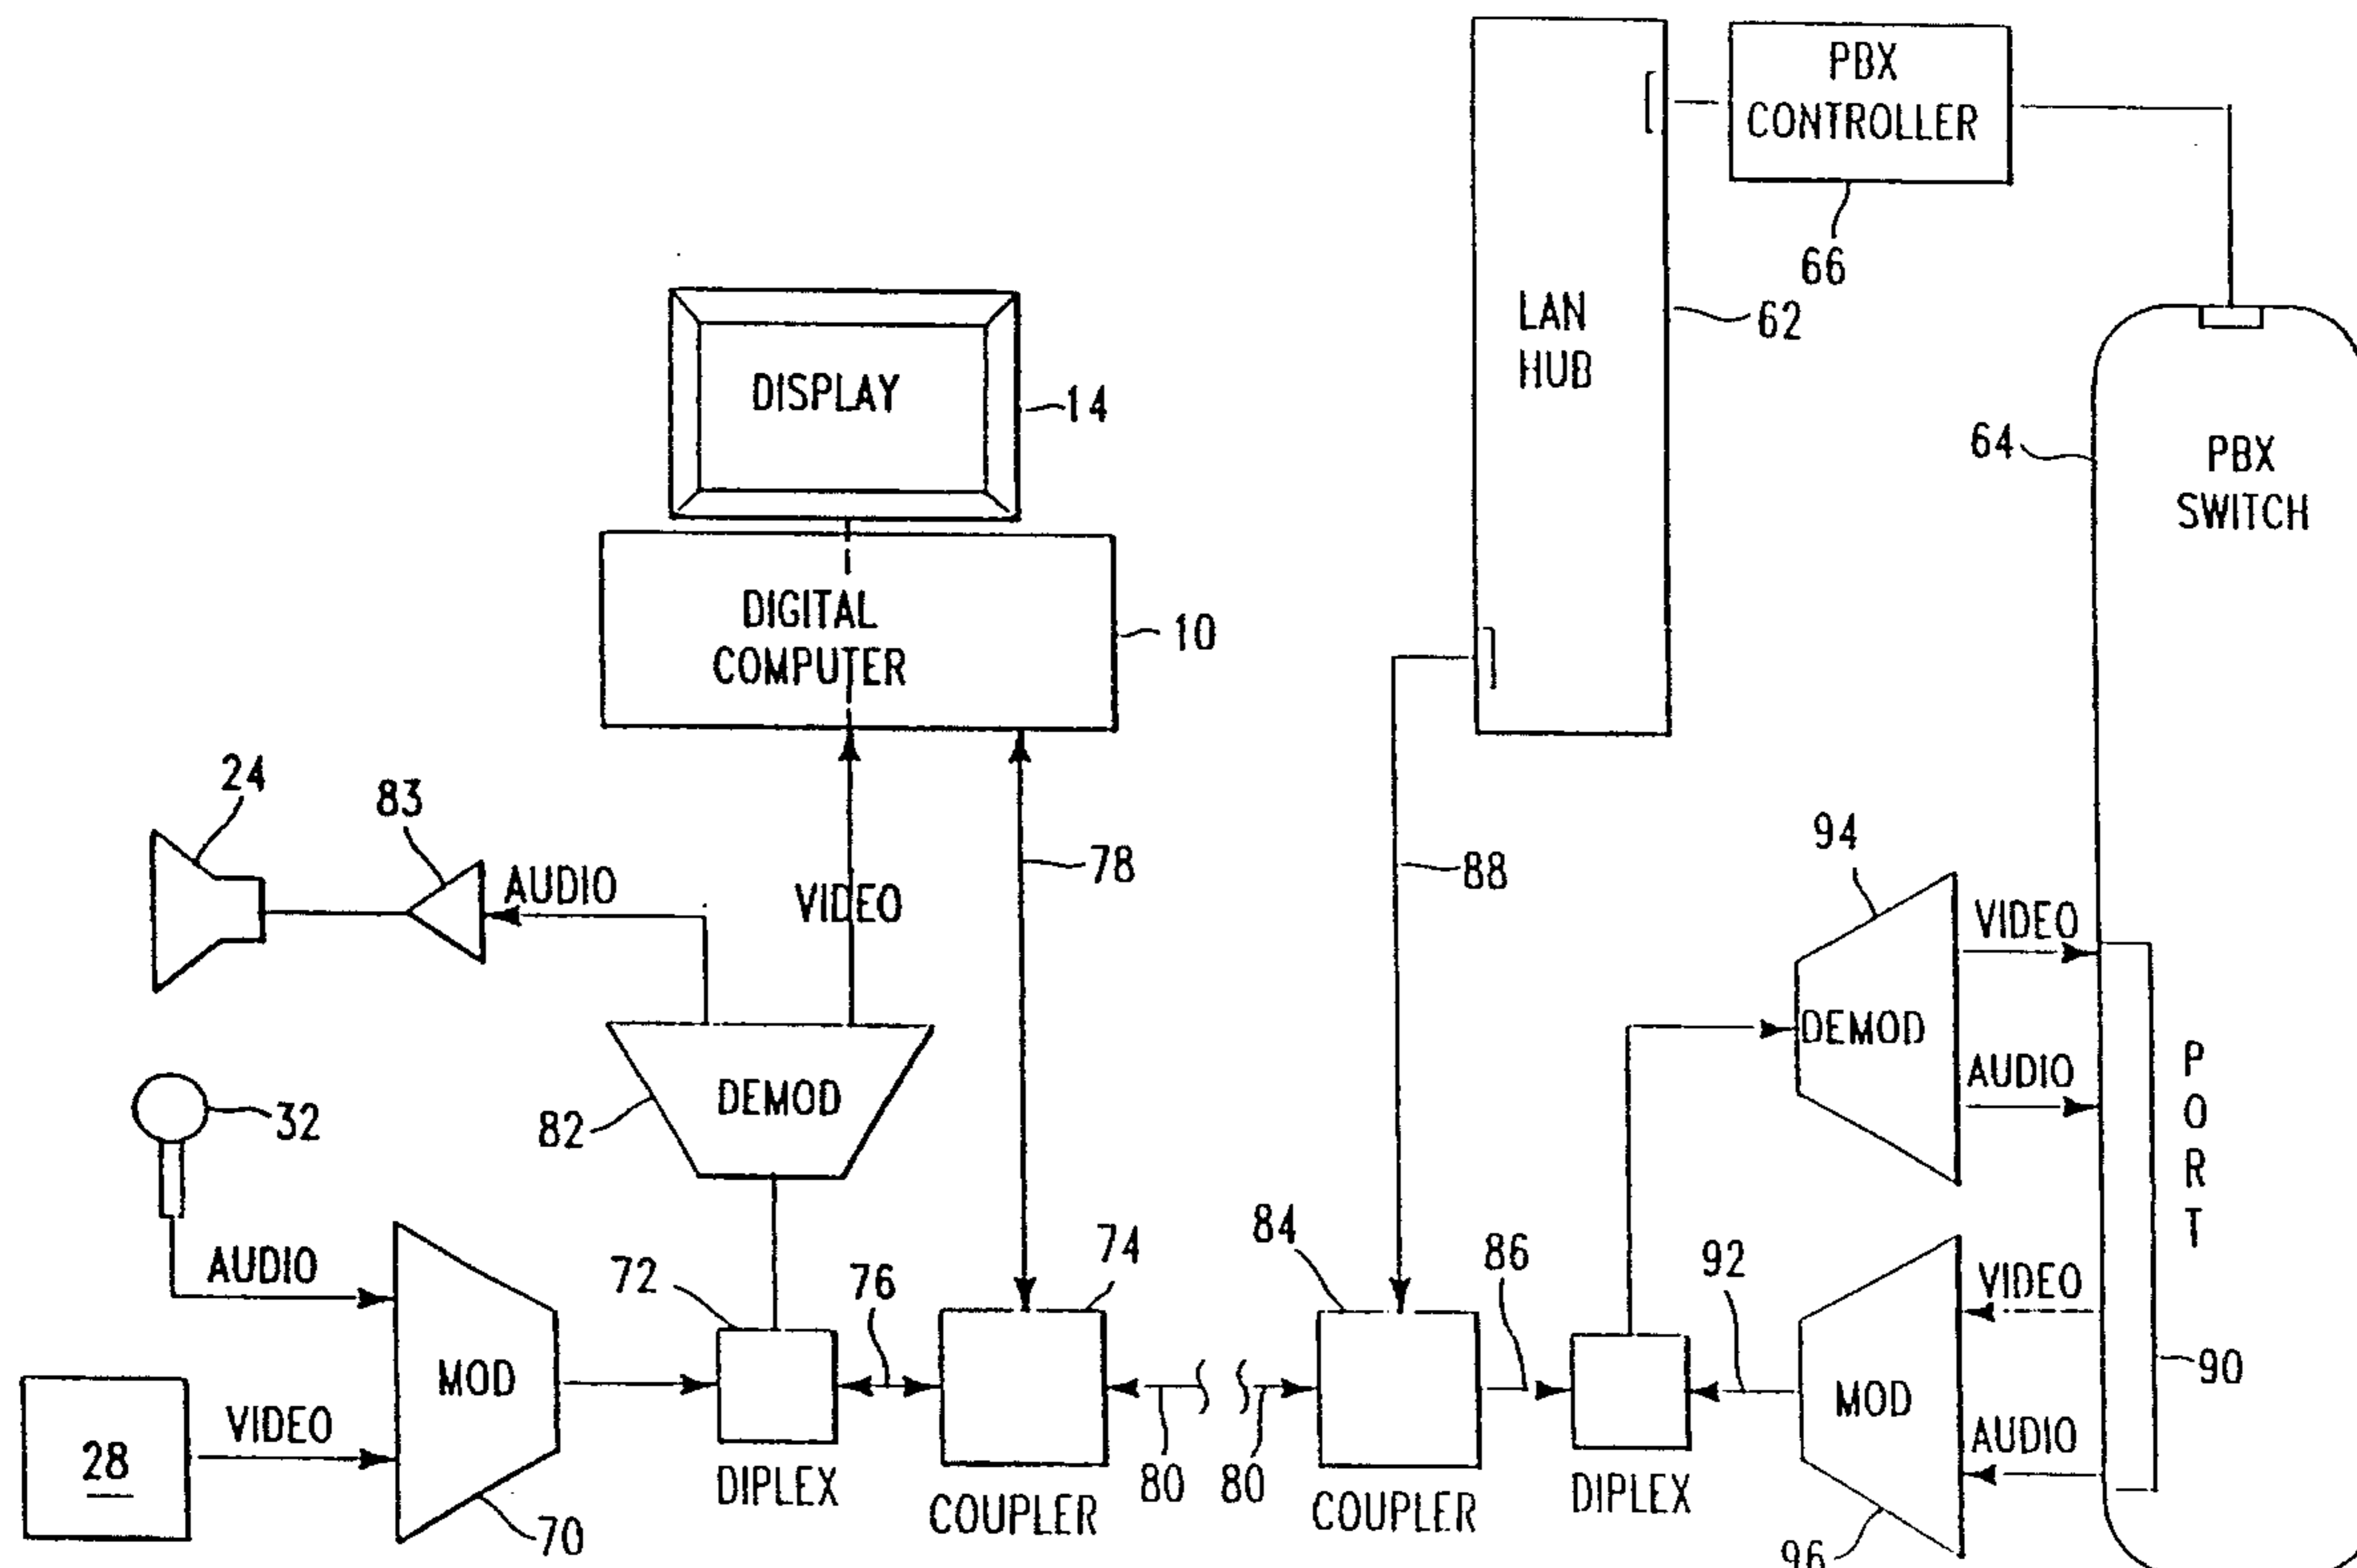 PBX
CONTROLLER
66
LAN
HUB
62
DISPLAY
14
64
PBX
SWITCH
DIGITAL
COMPUTER
10
24
83
AUDIO
VIDEO
78
88
94
VIDEO
DEMOD
AUDIO
PORT
32
82
DEMOD
AUDIO
72
76
74
84
86
92
VIDEO
28
VIDEO
MOD
70
DIPLEX
COUPLER
80
80
COUPLER
DIPLEX
MOD
AUDIO
90
96